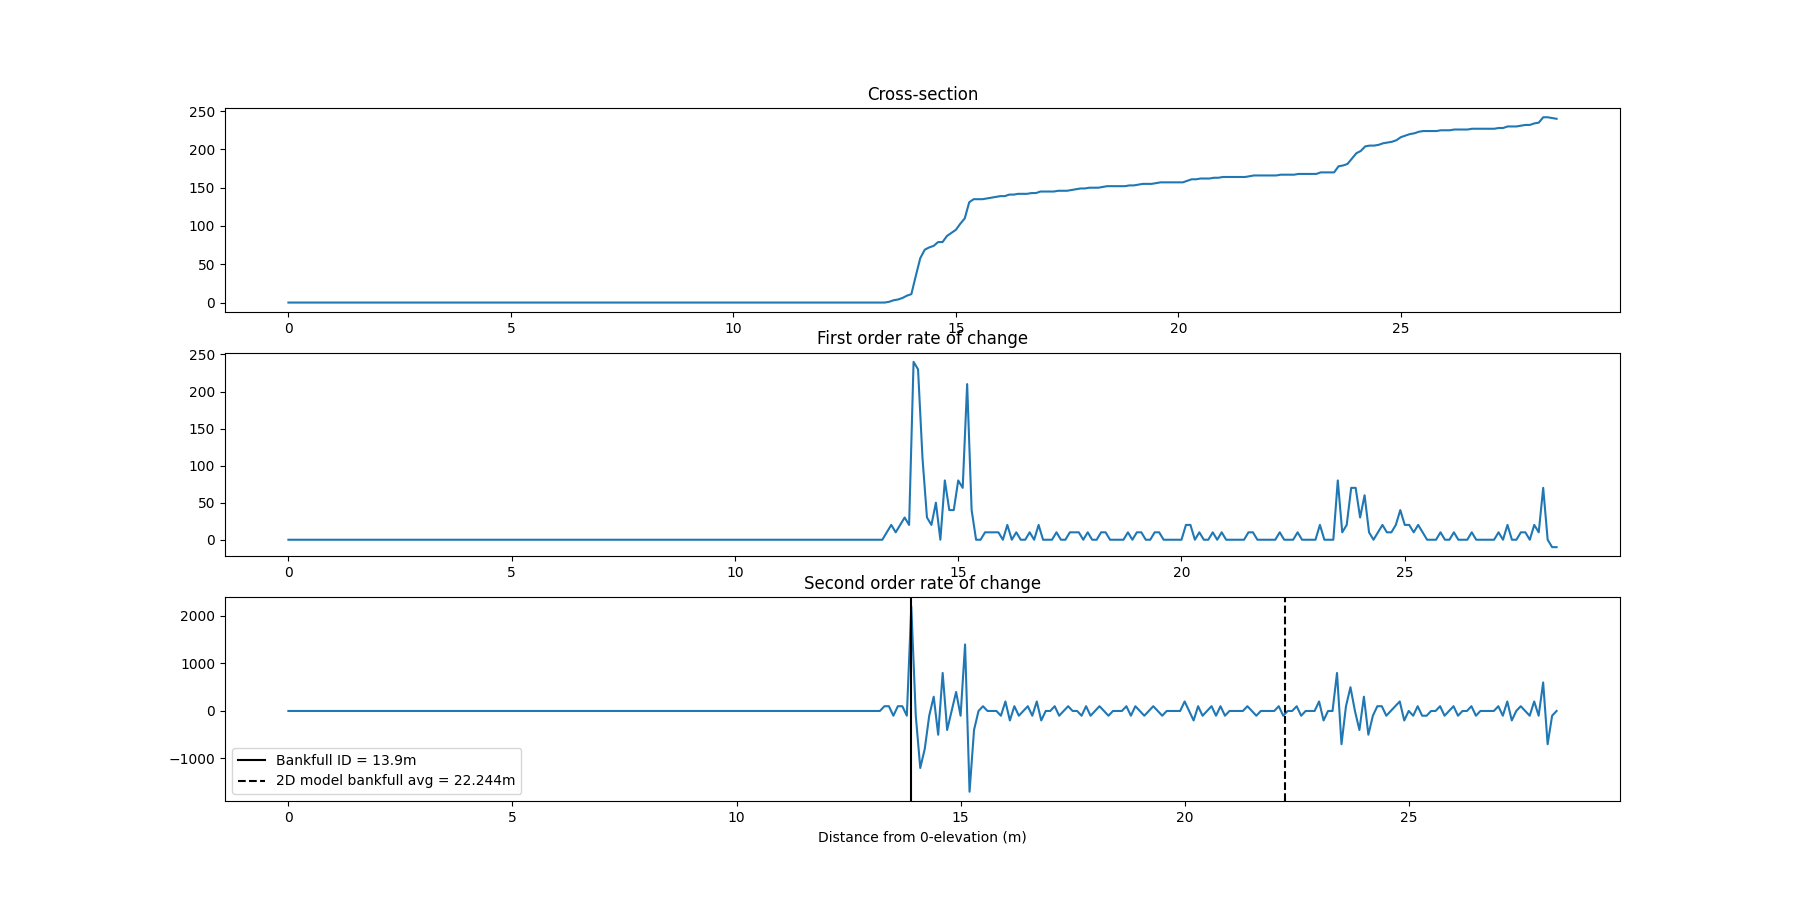 Cross-section
250
200
150
100
50
0
0 5 10 15 20 25
First order rate of change
250
200
150
100
50
0
0 5 10 15 20 25
Second order rate of change
2000
1000
0
−1000
Bankfull ID = 13.9m
2D model bankfull avg = 22.244m
0 5 10 15 20 25
Distance from 0-elevation (m)